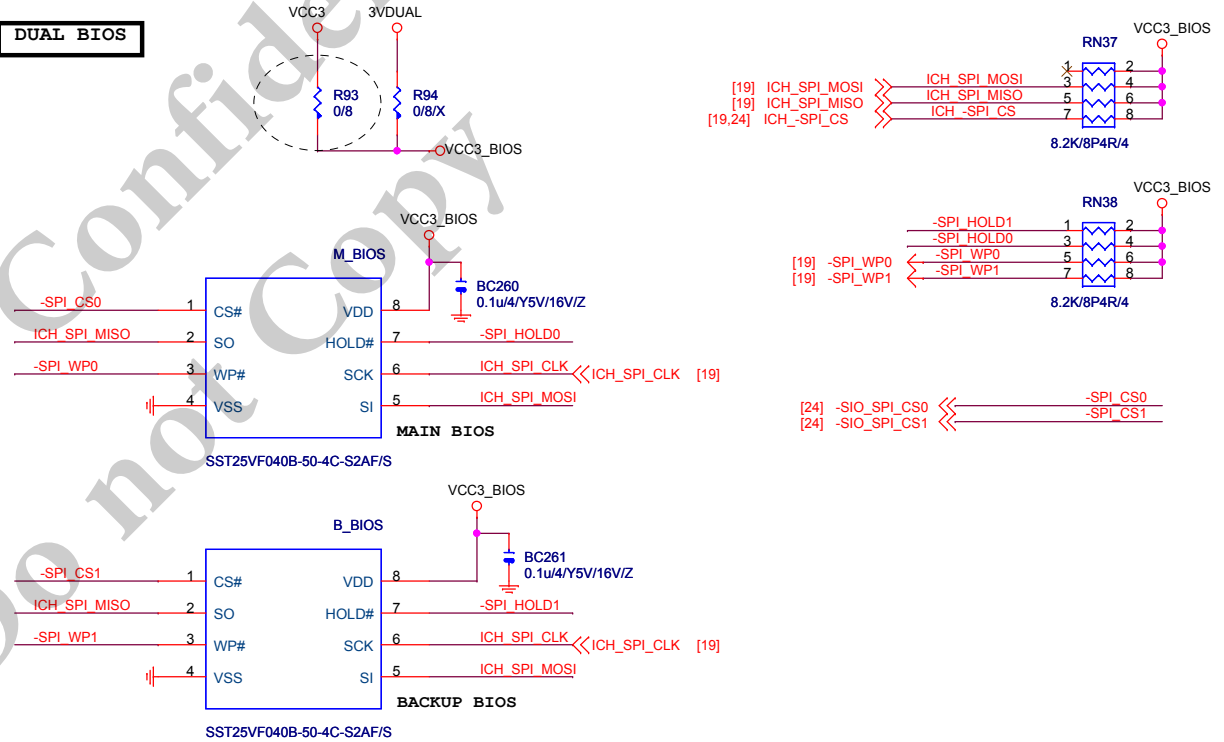 DUAL BIOS
VCC3
3VDUAL
R93
0/8
R94
0/8/X
VCC3_BIOS
VCC3_BIOS
M_BIOS
BC260
0.1u/4/Y5V/16V/Z
-SPI_CS0
1
CS#
VDD
8
ICH_SPI_MISO
2
SO
HOLD#
7
-SPI_HOLD0
-SPI_WP0
3
WP#
SCK
6
ICH_SPI_CLK
ICH_SPI_CLK [19]
4
VSS
SI
5
ICH_SPI_MOSI
MAIN BIOS
SST25VF040B-50-4C-S2AF/S
VCC3_BIOS
B_BIOS
BC261
0.1u/4/Y5V/16V/Z
-SPI_CS1
1
CS#
VDD
8
ICH_SPI_MISO
2
SO
HOLD#
7
-SPI_HOLD1
-SPI_WP1
3
WP#
SCK
6
ICH_SPI_CLK
ICH_SPI_CLK [19]
4
VSS
SI
5
ICH_SPI_MOSI
BACKUP BIOS
SST25VF040B-50-4C-S2AF/S
VCC3_BIOS
RN37
1 2
[19] ICH_SPI_MOSI ICH_SPI_MOSI 3 4
[19] ICH_SPI_MISO ICH_SPI_MISO 5 6
[19,24] ICH_-SPI_CS ICH_-SPI_CS 7 8
8.2K/8P4R/4
VCC3_BIOS
RN38
-SPI_HOLD1 1 2
-SPI_HOLD0 3 4
[19] -SPI_WP0 -SPI_WP0 5 6
[19] -SPI_WP1 -SPI_WP1 7 8
8.2K/8P4R/4
[24] -SIO_SPI_CS0 -SPI_CS0
[24] -SIO_SPI_CS1 -SPI_CS1
Do not Copy